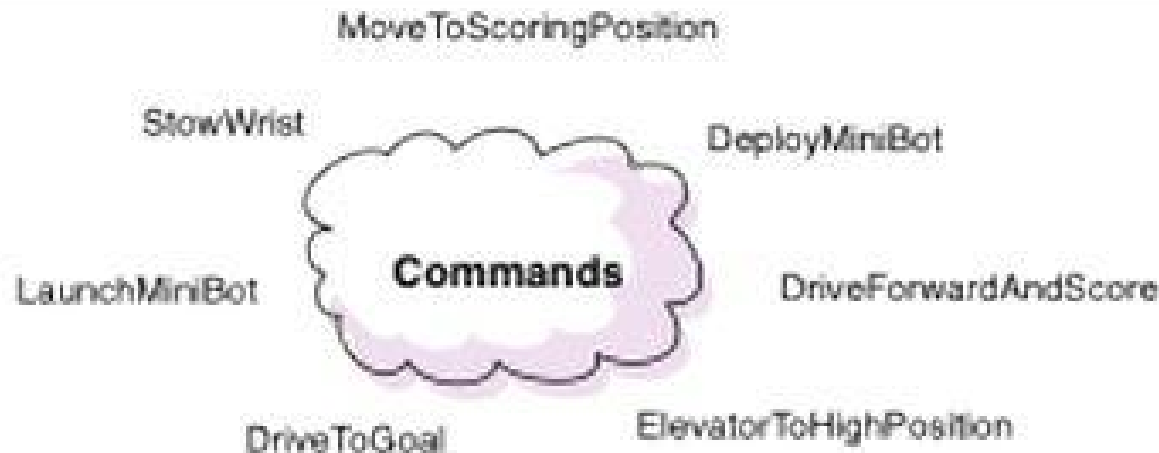 MoveToScoringPosition
StowWrist
DeployMiniBot
Commands
LaunchMiniBot
DriveForwardAndScore
DriveToGoal
ElevatorToHighPosition